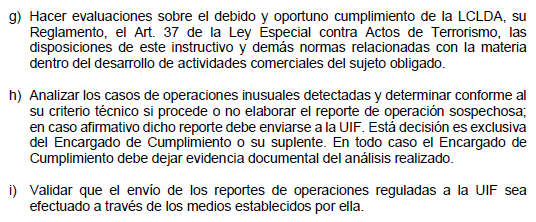 g) Hacer evaluaciones sobre el debido y oportuno cumplimiento de la LCLDA, su
Reglamento, el Art. 37 de la Ley Especial contra Actos de Terrorismo, las
disposiciones de este instructivo y demás normas relacionadas con la materia
dentro del desarrollo de actividades comerciales del sujeto obligado.
h) Analizar los casos de operaciones inusuales detectadas y determinar conforme al
su criterio técnico si procede o no elaborar el reporte de operación sospechosa;
en caso afirmativo dicho reporte debe enviarse a la UIF. Está decisión es exclusiva
del Encargado de Cumplimiento o su suplente. En todo caso el Encargado de
Cumplimiento debe dejar evidencia documental del análisis realizado.
i) Validar que el envío de los reportes de operaciones reguladas a la UIF sea
efectuado a través de los medios establecidos por ella.